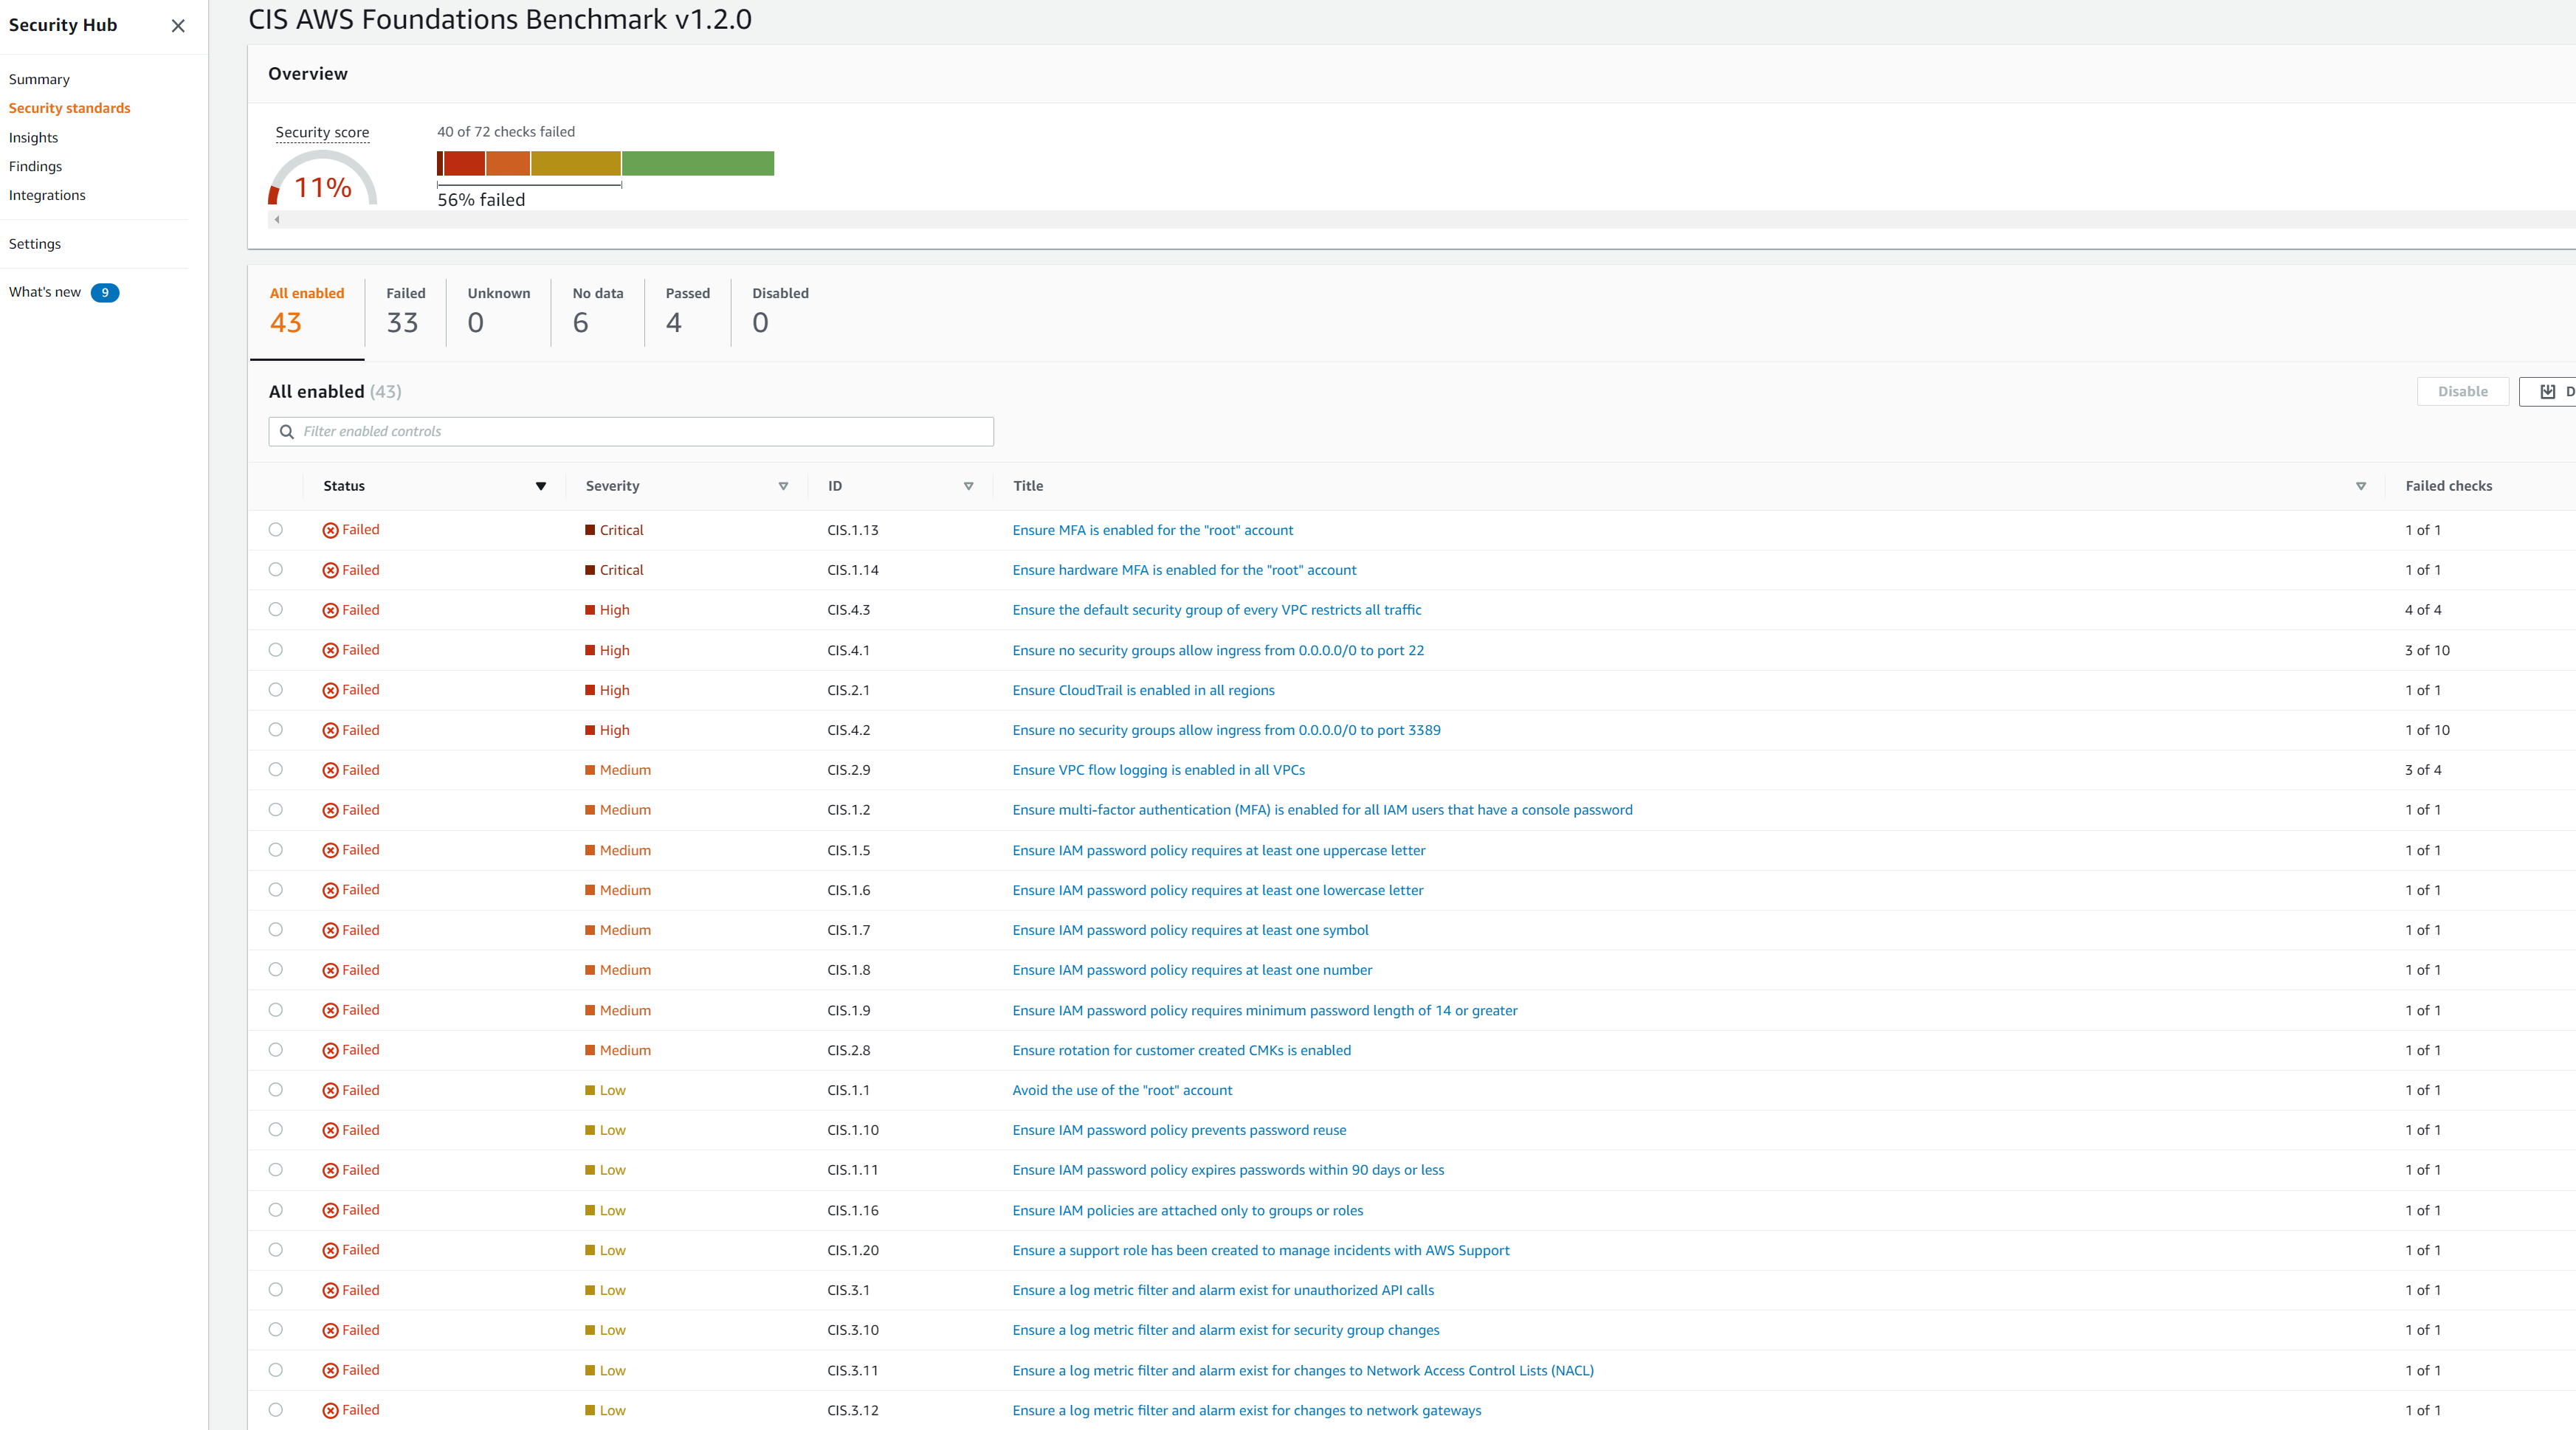 Security Hub
Summary
Security standards
Insights
Findings
Integrations
Settings
What's new 9
CIS AWS Foundations Benchmark v1.2.0
Overview
Security score
11%
40 of 72 checks failed
56% failed
All enabled Failed Unknown No data Passed Disabled
43 33 0 6 4 0
All enabled (43)
Disable D
Filter enabled controls
Status Severity ID Title Failed checks
Failed Critical CIS.1.13 Ensure MFA is enabled for the "root" account 1 of 1
Failed Critical CIS.1.14 Ensure hardware MFA is enabled for the "root" account 1 of 1
Failed High CIS.4.3 Ensure the default security group of every VPC restricts all traffic 4 of 4
Failed High CIS.4.1 Ensure no security groups allow ingress from 0.0.0.0/0 to port 22 3 of 10
Failed High CIS.2.1 Ensure CloudTrail is enabled in all regions 1 of 1
Failed High CIS.4.2 Ensure no security groups allow ingress from 0.0.0.0/0 to port 3389 1 of 10
Failed Medium CIS.2.9 Ensure VPC flow logging is enabled in all VPCs 3 of 4
Failed Medium CIS.1.2 Ensure multi-factor authentication (MFA) is enabled for all IAM users that have a console password 1 of 1
Failed Medium CIS.1.5 Ensure IAM password policy requires at least one uppercase letter 1 of 1
Failed Medium CIS.1.6 Ensure IAM password policy requires at least one lowercase letter 1 of 1
Failed Medium CIS.1.7 Ensure IAM password policy requires at least one symbol 1 of 1
Failed Medium CIS.1.8 Ensure IAM password policy requires at least one number 1 of 1
Failed Medium CIS.1.9 Ensure IAM password policy requires minimum password length of 14 or greater 1 of 1
Failed Medium CIS.2.8 Ensure rotation for customer created CMKs is enabled 1 of 1
Failed Low CIS.1.1 Avoid the use of the "root" account 1 of 1
Failed Low CIS.1.10 Ensure IAM password policy prevents password reuse 1 of 1
Failed Low CIS.1.11 Ensure IAM password policy expires passwords within 90 days or less 1 of 1
Failed Low CIS.1.16 Ensure IAM policies are attached only to groups or roles 1 of 1
Failed Low CIS.1.20 Ensure a support role has been created to manage incidents with AWS Support 1 of 1
Failed Low CIS.3.1 Ensure a log metric filter and alarm exist for unauthorized API calls 1 of 1
Failed Low CIS.3.10 Ensure a log metric filter and alarm exist for security group changes 1 of 1
Failed Low CIS.3.11 Ensure a log metric filter and alarm exist for changes to Network Access Control Lists (NACL) 1 of 1
Failed Low CIS.3.12 Ensure a log metric filter and alarm exist for changes to network gateways 1 of 1